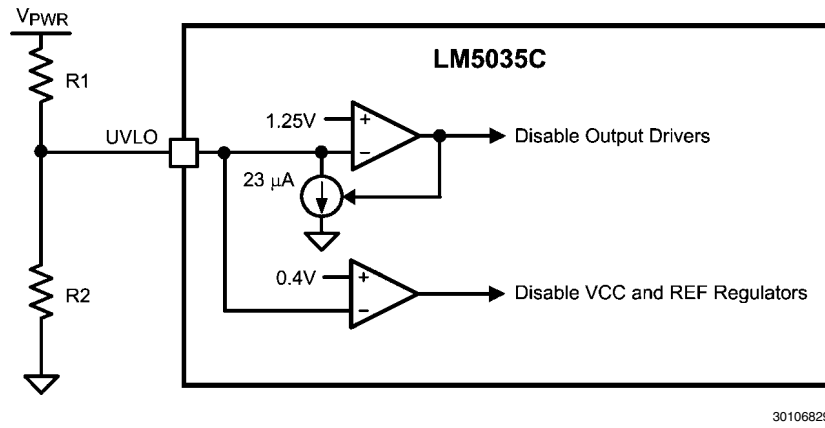 VPWR
LM5035C
R1
1.25V
+
−
Disable Output Drivers
UVLO
23 μA
0.4V
+
−
Disable VCC and REF Regulators
R2
30106829